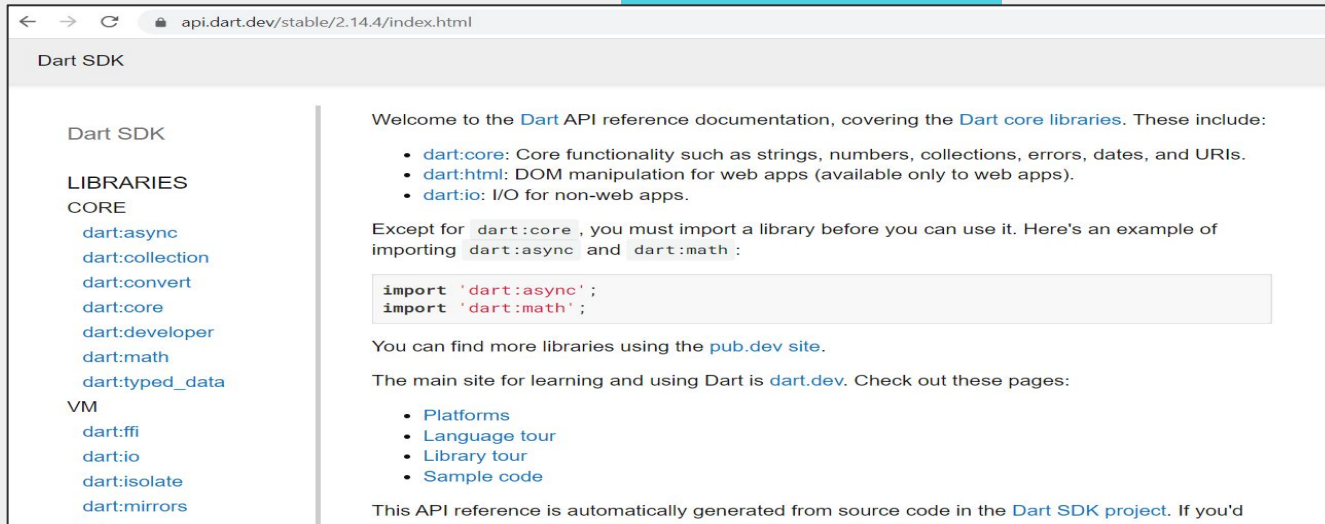 api.dart.dev/stable/2.14.4/index.html
Dart SDK
Dart SDK
LIBRARIES
CORE
dart:async
dart:collection
dart:convert
dart:core
dart:developer
dart:math
dart:typed_data
VM
dart:ffi
dart:io
dart:isolate
dart:mirrors
Welcome to the Dart API reference documentation, covering the Dart core libraries. These include:
• dart:core: Core functionality such as strings, numbers, collections, errors, dates, and URIs.
• dart:html: DOM manipulation for web apps (available only to web apps).
• dart:io: I/O for non-web apps.
Except for dart:core , you must import a library before you can use it. Here's an example of
importing dart:async and dart:math :
import 'dart:async';
import 'dart:math';
You can find more libraries using the pub.dev site.
The main site for learning and using Dart is dart.dev. Check out these pages:
• Platforms
• Language tour
• Library tour
• Sample code
This API reference is automatically generated from source code in the Dart SDK project. If you'd